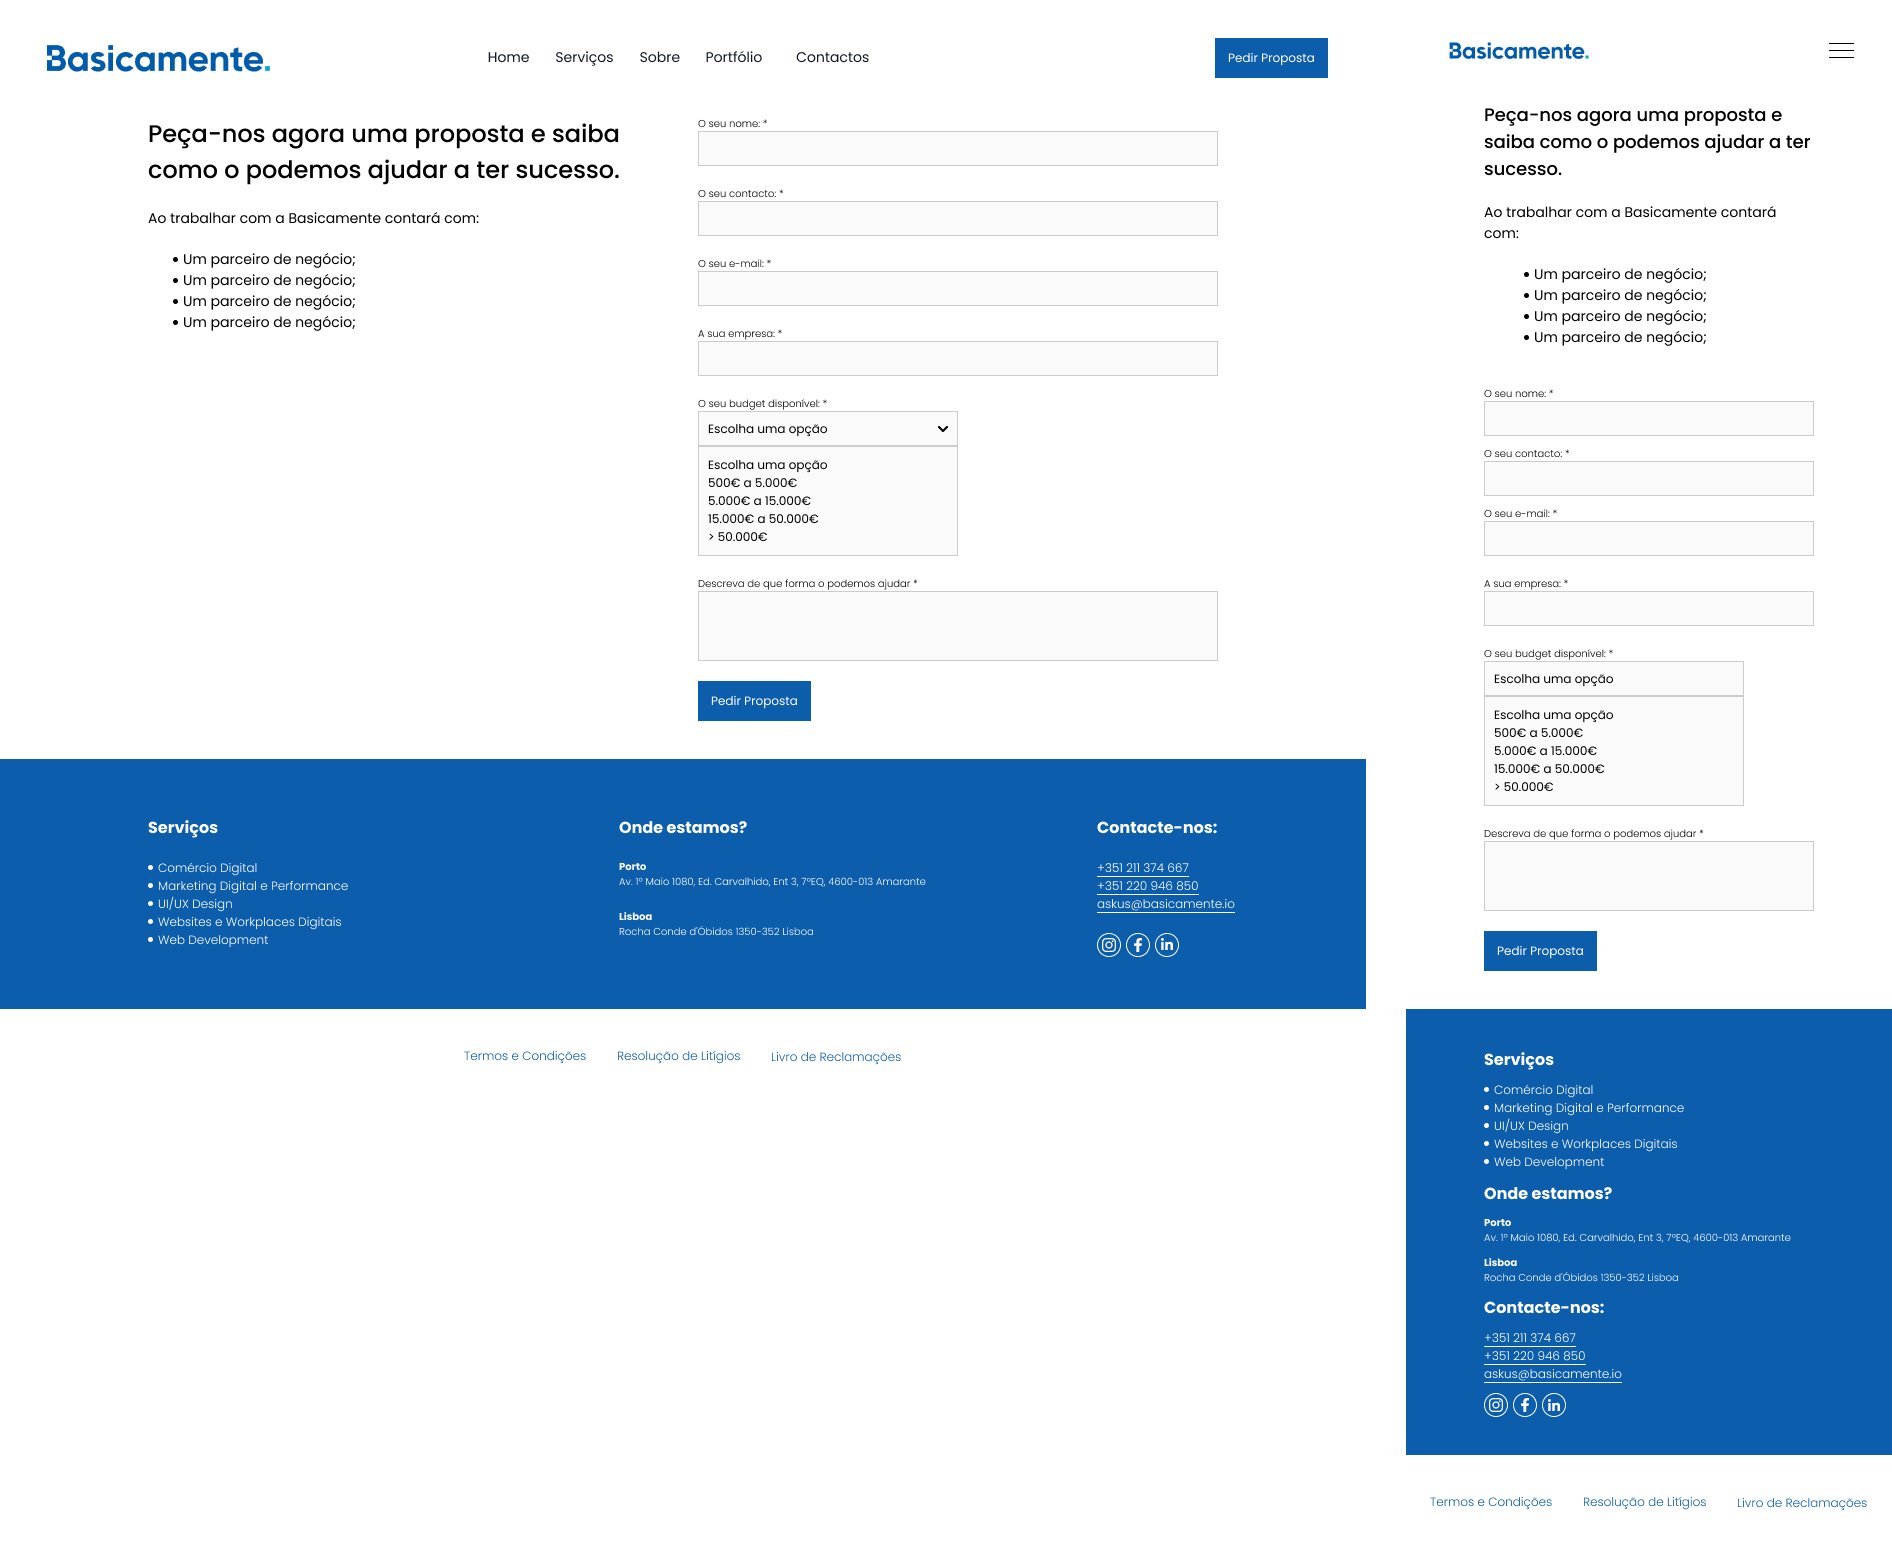 Basicamente.
Home Serviços Sobre Portfólio Contactos
Pedir Proposta
Peça-nos agora uma proposta e saiba
como o podemos ajudar a ter sucesso.
Ao trabalhar com a Basicamente contará com:
• Um parceiro de negócio;
• Um parceiro de negócio;
• Um parceiro de negócio;
• Um parceiro de negócio;
O seu nome: *
O seu contacto: *
O seu e-mail: *
A sua empresa: *
O seu budget disponível: *
Escolha uma opção
Escolha uma opção
500€ a 5.000€
5.000€ a 15.000€
15.000€ a 50.000€
> 50.000€
Descreva de que forma o podemos ajudar *
Pedir Proposta
Serviços
• Comércio Digital
• Marketing Digital e Performance
• UI/UX Design
• Websites e Workplaces Digitais
• Web Development
Onde estamos?
Porto
Av. 1º Maio 1080, Ed. Carvalhido, Ent 3, 7ºEQ, 4600-013 Amarante
Lisboa
Rocha Conde d'Óbidos 1350-352 Lisboa
Contacte-nos:
+351 211 374 667
+351 220 946 850
askus@basicamente.io
Termos e Condições Resolução de Litígios Livro de Reclamações
Basicamente.
Peça-nos agora uma proposta e
saiba como o podemos ajudar a ter
sucesso.
Ao trabalhar com a Basicamente contará
com:
• Um parceiro de negócio;
• Um parceiro de negócio;
• Um parceiro de negócio;
• Um parceiro de negócio;
O seu nome: *
O seu contacto: *
O seu e-mail: *
A sua empresa: *
O seu budget disponível: *
Escolha uma opção
Escolha uma opção
500€ a 5.000€
5.000€ a 15.000€
15.000€ a 50.000€
> 50.000€
Descreva de que forma o podemos ajudar *
Pedir Proposta
Serviços
• Comércio Digital
• Marketing Digital e Performance
• UI/UX Design
• Websites e Workplaces Digitais
• Web Development
Onde estamos?
Porto
Av. 1º Maio 1080, Ed. Carvalhido, Ent 3, 7ºEQ, 4600-013 Amarante
Lisboa
Rocha Conde d'Óbidos 1350-352 Lisboa
Contacte-nos:
+351 211 374 667
+351 220 946 850
askus@basicamente.io
Termos e Condições Resolução de Litígios Livro de Reclamações